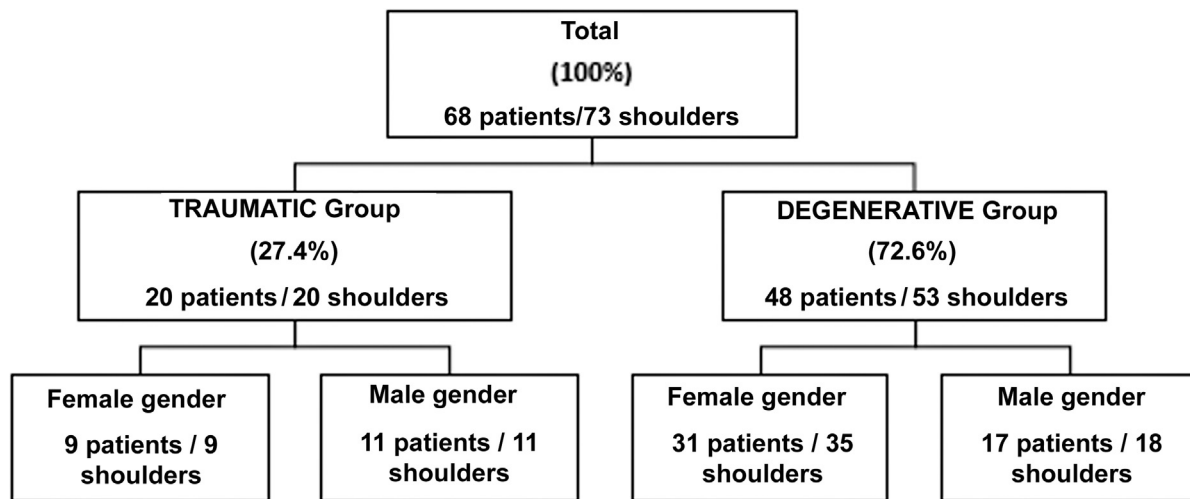 Total
(100%)
68 patients/73 shoulders
TRAUMATIC Group
(27.4%)
20 patients / 20 shoulders
DEGENERATIVE Group
(72.6%)
48 patients / 53 shoulders
Female gender
9 patients / 9
shoulders
Male gender
11 patients / 11
shoulders
Female gender
31 patients / 35
shoulders
Male gender
17 patients / 18
shoulders